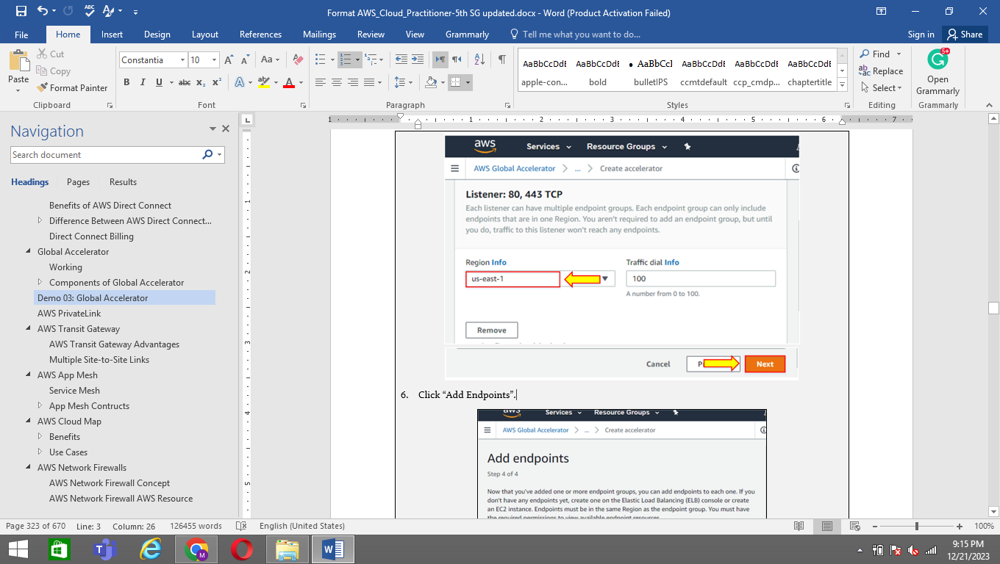 Format AWS_Cloud_Practitioner-5th SG updated.docx - Word (Product Activation Failed)
File Home Insert Design Layout References Mailings Review View Grammarly Tell me what you want to do... Sign in Share
Paste
Cut
Copy
Format Painter
Clipboard
Constantia 10
Font
Paragraph
AaBbCcDdE AaBbCcDdE AaBbCcI AaBbCcDdE AaBbCcDdE AaBbCcDdE
apple-con... bold bulletIPS ccmtdefault ccp_cmdp... chaptertitle
Styles
Find
Replace
Select
Editing
Open
Grammarly
Grammarly
Navigation
Search document
Headings Pages Results
Benefits of AWS Direct Connect
Difference Between AWS Direct Connect...
Direct Connect Billing
Global Accelerator
Working
Components of Global Accelerator
Demo 03: Global Accelerator
AWS PrivateLink
AWS Transit Gateway
AWS Transit Gateway Advantages
Multiple Site-to-Site Links
AWS App Mesh
Service Mesh
App Mesh Contructs
AWS Cloud Map
Benefits
Use Cases
AWS Network Firewalls
AWS Network Firewall Concept
AWS Network Firewall AWS Resource
aws Services Resource Groups
AWS Global Accelerator ... Create accelerator
Listener: 80, 443 TCP
Each listener can have multiple endpoint groups. Each endpoint group can only include
endpoints that are in one Region. You aren't required to add an endpoint group, but until
you do, traffic to this listener won't reach any endpoints.
Region Info Traffic dial Info
us-east-1 100
A number from 0 to 100.
Remove
Cancel Next
6. Click “Add Endpoints”.
aws Services Resource Groups
AWS Global Accelerator ... Create accelerator
Add endpoints
Step 4 of 4
Now that you've added one or more endpoint groups, you can add endpoints to each one. If you
don't have any endpoints yet, create one on the Elastic Load Balancing (ELB) console or create
an EC2 instance. Endpoints must be in the same Region as the endpoint group. You must have
the required permissions to view available endpoint resources.
Page 323 of 670 Line: 3 Column: 26 126455 words English (United States) 100%
9:15 PM
12/21/2023